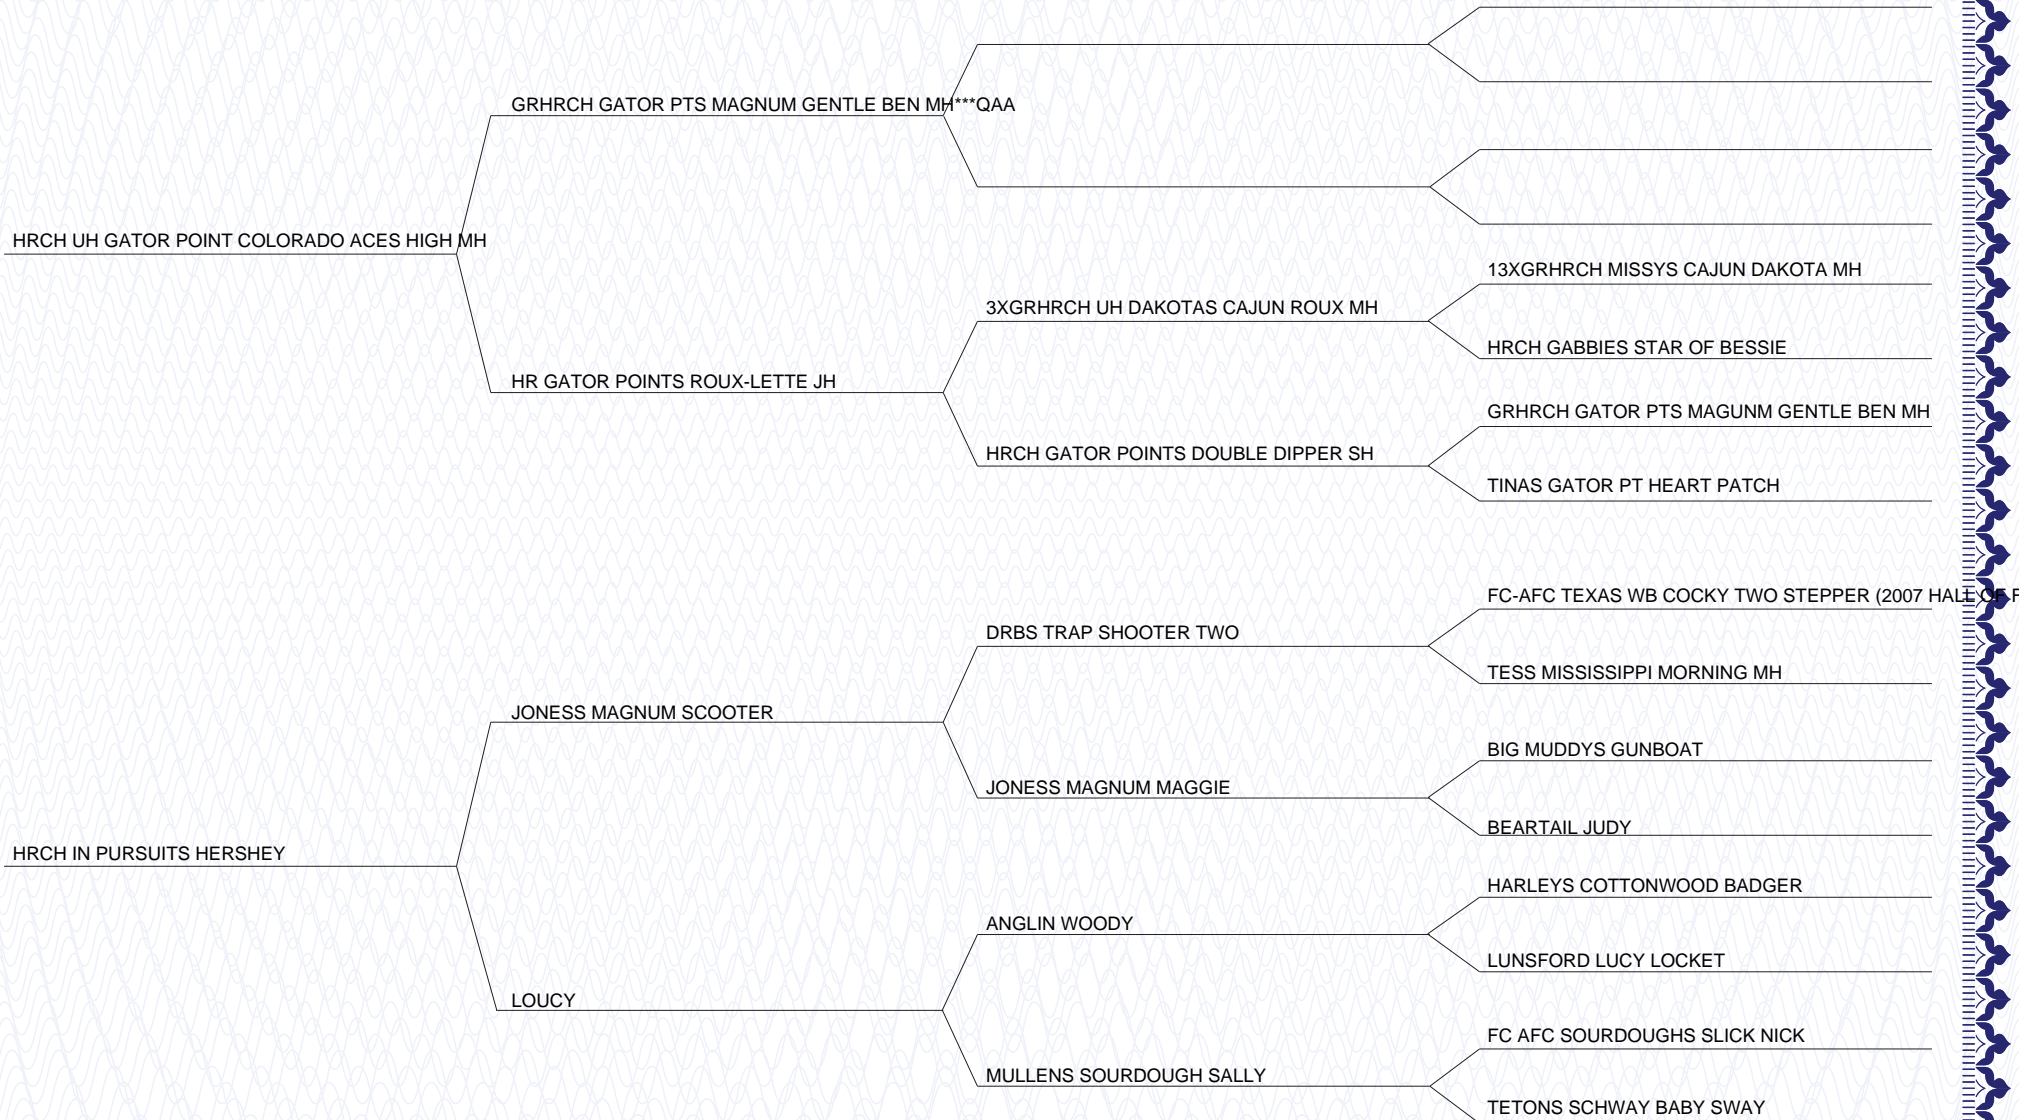 GRHRCH GATOR PTS MAGNUM GENTLE BEN MH***QAA
HRCH UH GATOR POINT COLORADO ACES HIGH MH
13XGRHRCH MISSYS CAJUN DAKOTA MH
3XGRHRCH UH DAKOTAS CAJUN ROUX MH
HRCH GABBIES STAR OF BESSIE
HR GATOR POINTS ROUX-LETTE JH
GRHRCH GATOR PTS MAGUNM GENTLE BEN MH
HRCH GATOR POINTS DOUBLE DIPPER SH
TINAS GATOR PT HEART PATCH
FC-AFC TEXAS WB COCKY TWO STEPPER (2007 HALL OF F
DRBS TRAP SHOOTER TWO
TESS MISSISSIPPI MORNING MH
JONESS MAGNUM SCOOTER
BIG MUDDYS GUNBOAT
JONESS MAGNUM MAGGIE
BEARTAIL JUDY
HRCH IN PURSUITS HERSHEY
HARLEYS COTTONWOOD BADGER
ANGLIN WOODY
LUNSFORD LUCY LOCKET
LOUCY
FC AFC SOURDOUGHS SLICK NICK
MULLENS SOURDOUGH SALLY
TETONS SCHWAY BABY SWAY